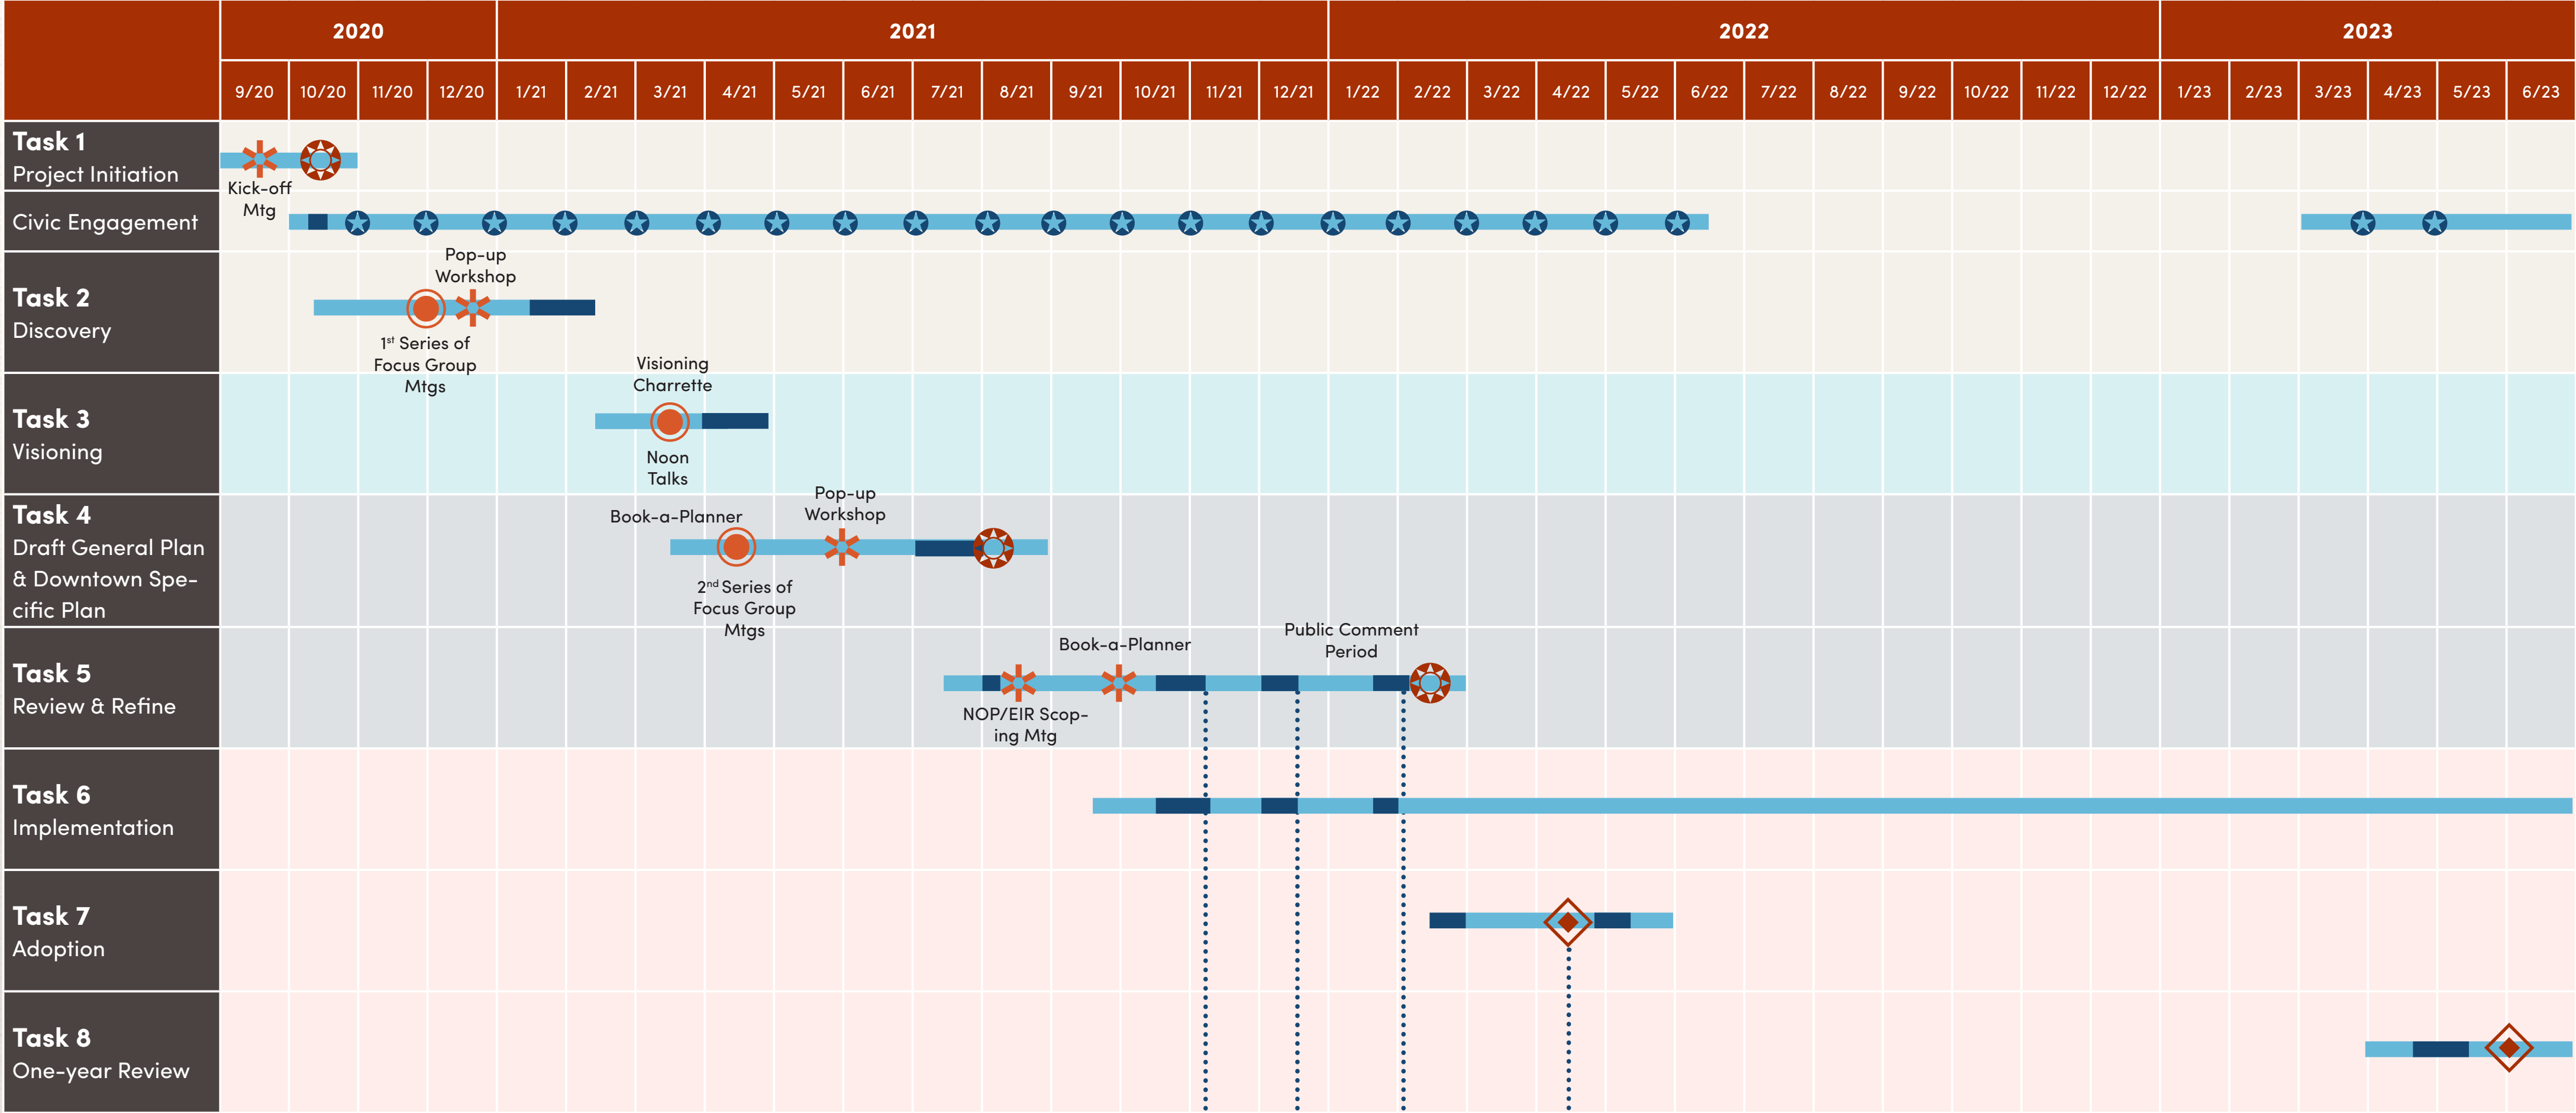 2020
2021
2022
2023
9/20
10/20
11/20
12/20
1/21
2/21
3/21
4/21
5/21
6/21
7/21
8/21
9/21
10/21
11/21
12/21
1/22
2/22
3/22
4/22
5/22
6/22
7/22
8/22
9/22
10/22
11/22
12/22
1/23
2/23
3/23
4/23
5/23
6/23
Task 1
Project Initiation
Kick-off
Mtg
Civic Engagement
Task 2
Discovery
Pop-up
Workshop
1st Series of
Focus Group
Mtgs
Task 3
Visioning
Visioning
Charrette
Noon
Talks
Task 4
Draft General Plan
& Downtown Spe-
cific Plan
Book-a-Planner
Pop-up
Workshop
2nd Series of
Focus Group
Mtgs
Task 5
Review & Refine
Book-a-Planner
Public Comment
Period
NOP/EIR Scop-
ing Mtg
Task 6
Implementation
Task 7
Adoption
Task 8
One-year Review